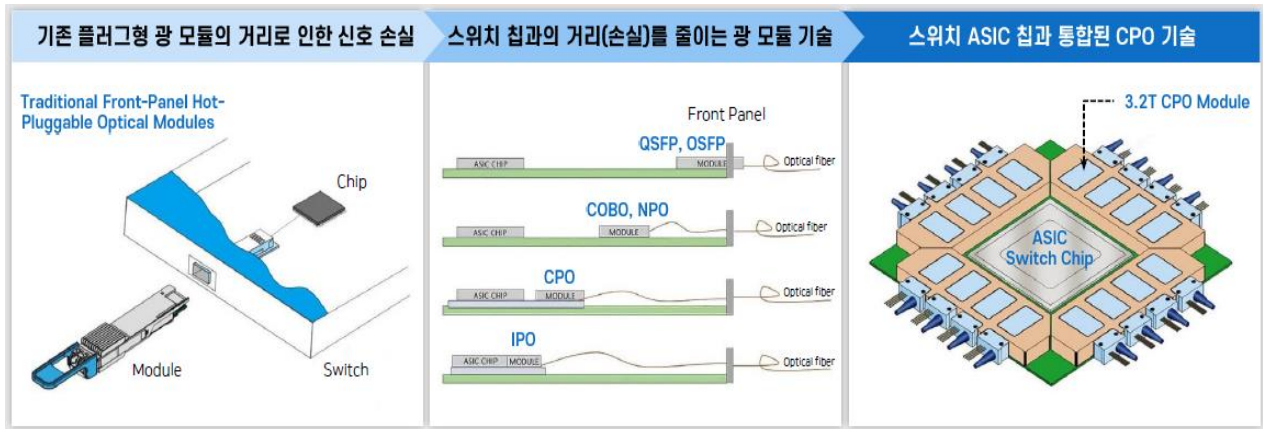 기존 플러그형 광 모듈의 거리로 인한 신호 손실
Traditional Front-Panel Hot-
Pluggable Optical Modules
Chip
Module
Switch
스위치 칩과의 거리(손실)를 줄이는 광 모듈 기술
Front Panel
QSFP, OSFP
ASIC CHIP
MODULE
Optical fiber
COBO, NPO
ASIC CHIP
MODULE
Optical fiber
CPO
ASIC CHIP
MODULE
Optical fiber
IPO
ASIC CHIP
MODULE
Optical fiber
스위치 ASIC 칩과 통합된 CPO 기술
3.2T CPO Module
ASIC
Switch Chip